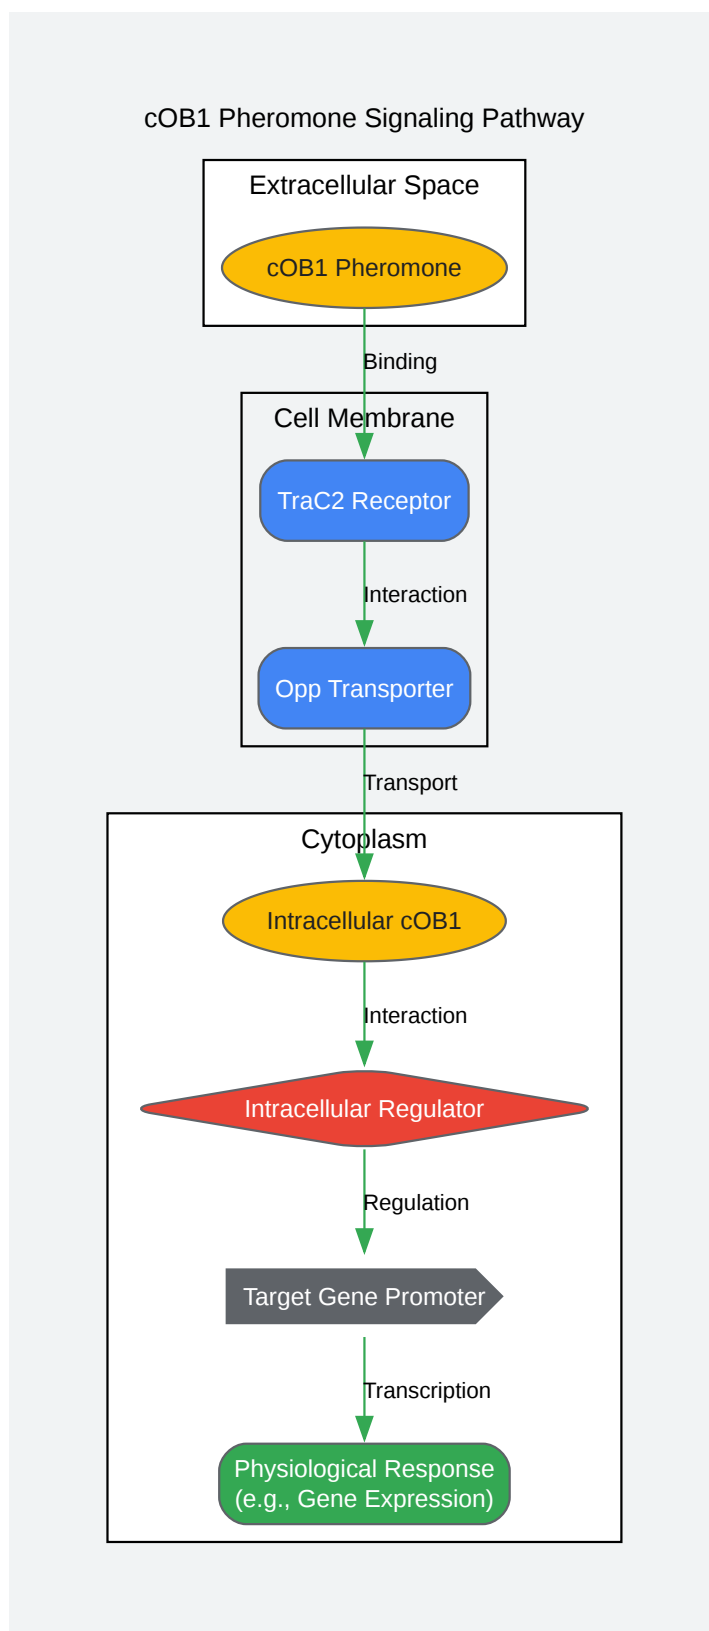 cOB1 Pheromone Signaling Pathway
Extracellular Space
cOB1 Pheromone
Binding
Cell Membrane
TraC2 Receptor
Interaction
Opp Transporter
Transport
Cytoplasm
Intracellular cOB1
Interaction
Intracellular Regulator
Regulation
Target Gene Promoter
Transcription
Physiological Response
(e.g., Gene Expression)